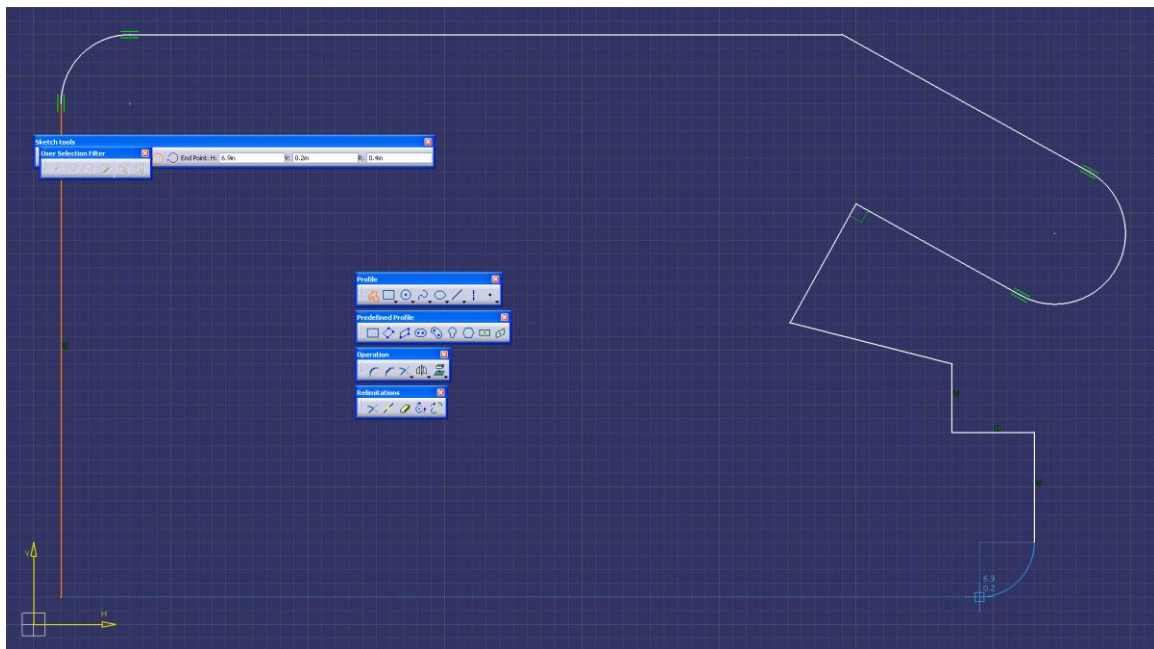 Sketch tools
User Selection Filter
End Point: H: 6.9in V: 0.2in R: 0.4in
Profile
Predefined Profile
Operation
Relimitations
V
H
6.9
0.2